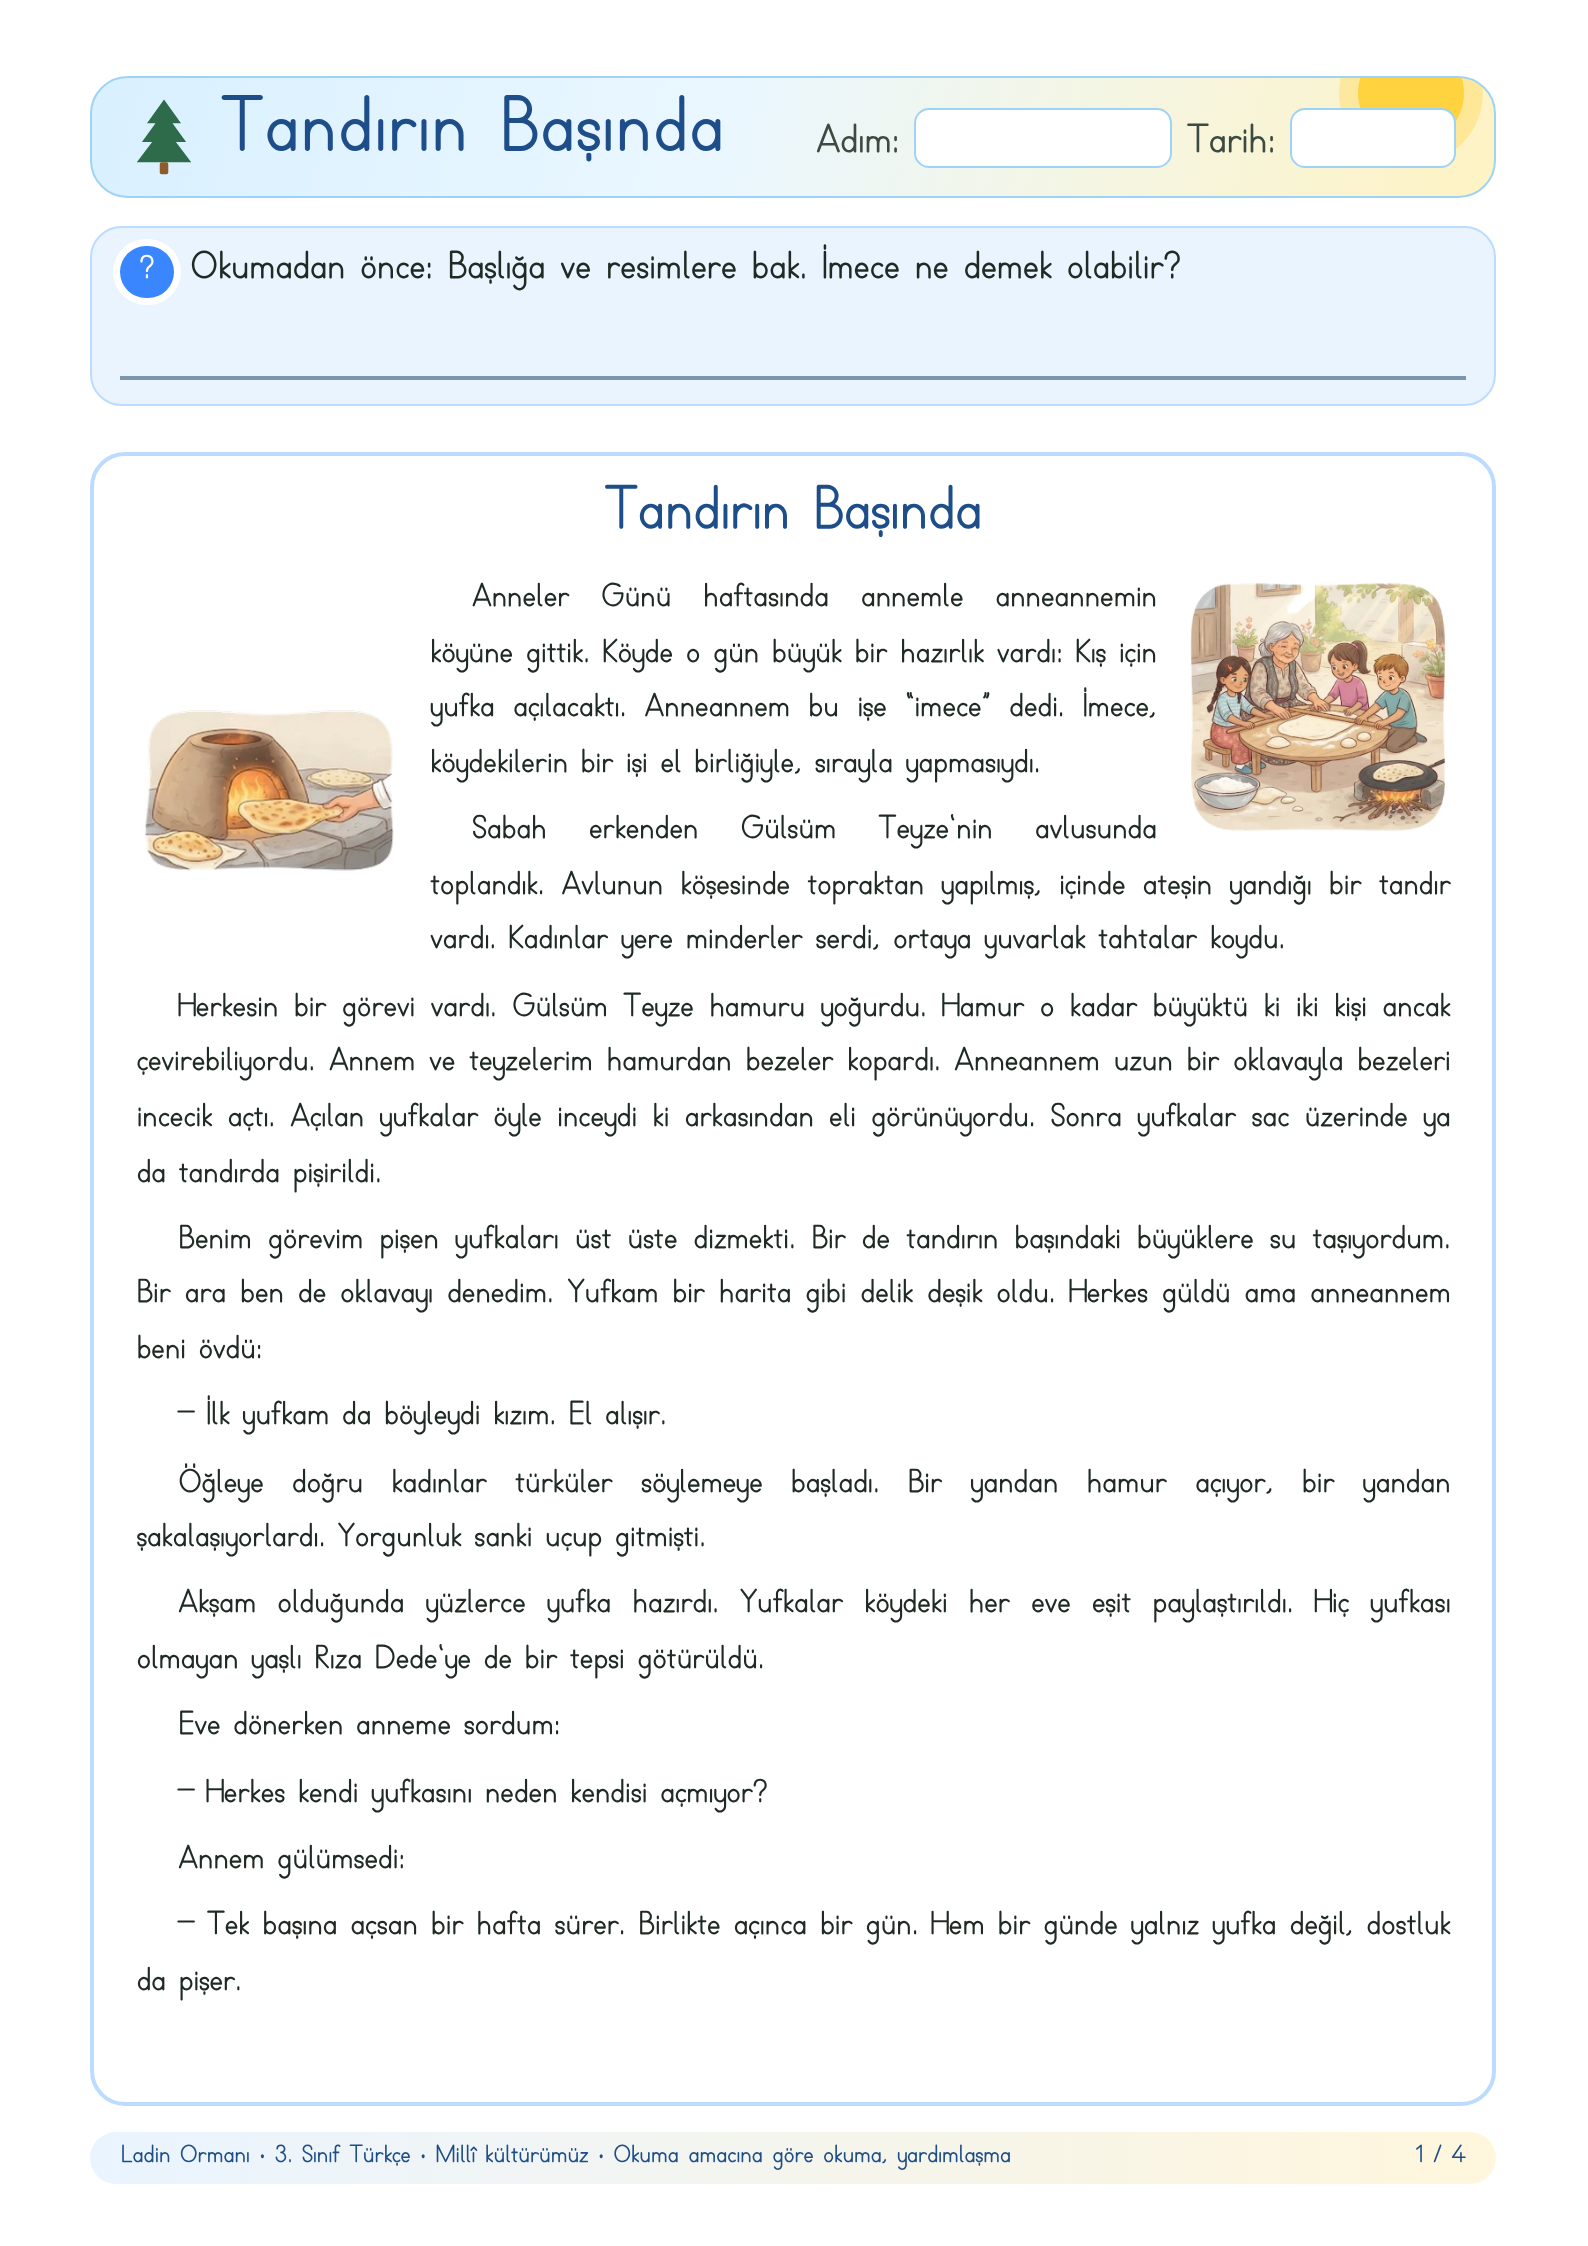 Tandırın Başında
Adım:
Tarih:
?
Okumadan önce: Başlığa ve resimlere bak. İmece ne demek olabilir?
Tandırın Başında
Anneler Günü haftasında annemle anneannemin
köyüne gittik. Köyde o gün büyük bir hazırlık vardı: Kış için
yufka açılacaktı. Anneannem bu işe “imece” dedi. İmece,
köydekilerin bir işi el birliğiyle, sırayla yapmasıydı.
Sabah erkenden Gülsüm Teyze‘nin avlusunda
toplandık. Avlunun köşesinde topraktan yapılmış, içinde ateşin yandığı bir tandır
vardı. Kadınlar yere minderler serdi, ortaya yuvarlak tahtalar koydu.
Herkesin bir görevi vardı. Gülsüm Teyze hamuru yoğurdu. Hamur o kadar büyüktü ki iki kişi ancak
çevirebiliyordu. Annem ve teyzelerim hamurdan bezeler kopardı. Anneannem uzun bir oklavayla bezeleri
incecik açtı. Açılan yufkalar öyle inceydi ki arkasından eli görünüyordu. Sonra yufkalar sac üzerinde ya
da tandırda pişirildi.
Benim görevim pişen yufkaları üst üste dizmekti. Bir de tandırın başındaki büyüklere su taşıyordum.
Bir ara ben de oklavayı denedim. Yufkam bir harita gibi delik deşik oldu. Herkes güldü ama anneannem
beni övdü:
– İlk yufkam da böyleydi kızım. El alışır.
Öğleye doğru kadınlar türküler söylemeye başladı. Bir yandan hamur açıyor, bir yandan
şakalaşıyorlardı. Yorgunluk sanki uçup gitmişti.
Akşam olduğunda yüzlerce yufka hazırdı. Yufkalar köydeki her eve eşit paylaştırıldı. Hiç yufkası
olmayan yaşlı Rıza Dede‘ye de bir tepsi götürüldü.
Eve dönerken anneme sordum:
– Herkes kendi yufkasını neden kendisi açmıyor?
Annem gülümsedi:
– Tek başına açsan bir hafta sürer. Birlikte açınca bir gün. Hem bir günde yalnız yufka değil, dostluk
da pişer.
Ladin Ormanı • 3. Sınıf Türkçe • Millî kültürümüz • Okuma amacına göre okuma, yardımlaşma
1 / 4